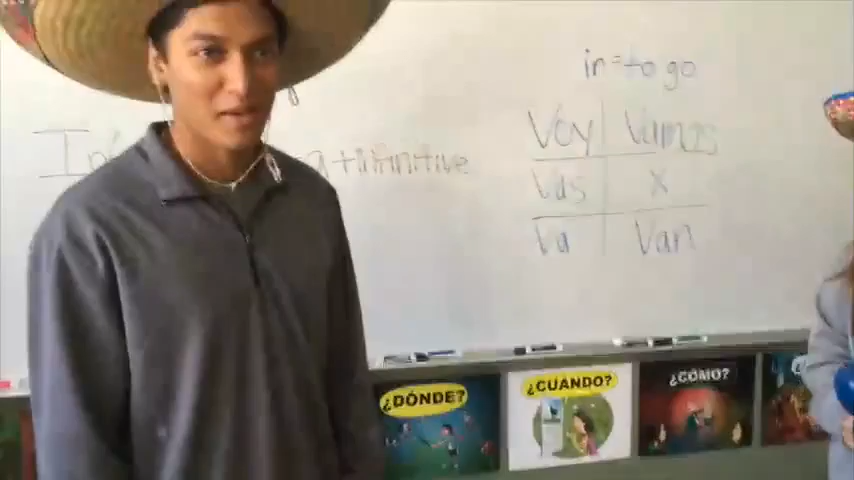 ir = to go
a + infinitive
Voy Vamos
Vas X
Va Van
¿DÓNDE? ¿CUANDO? ¿CÓMO?